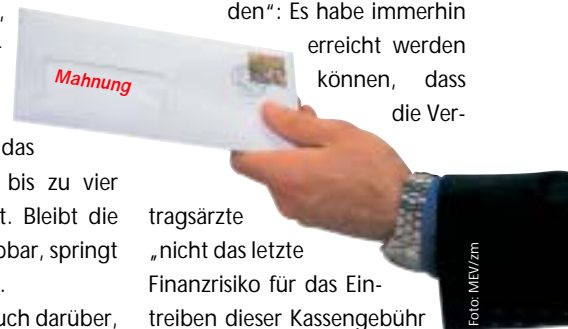 ,
das
bis zu vier
t. Bleibt die
bar, springt
.
uch darüber,
den“: Es habe immerhin
erreicht werden
können, dass
die Ver-
tragsärzte
„nicht das letzte
Finanzrisiko für das Ein-
treiben dieser Kassengebühr
Mahnung
Foto: MEV/zm